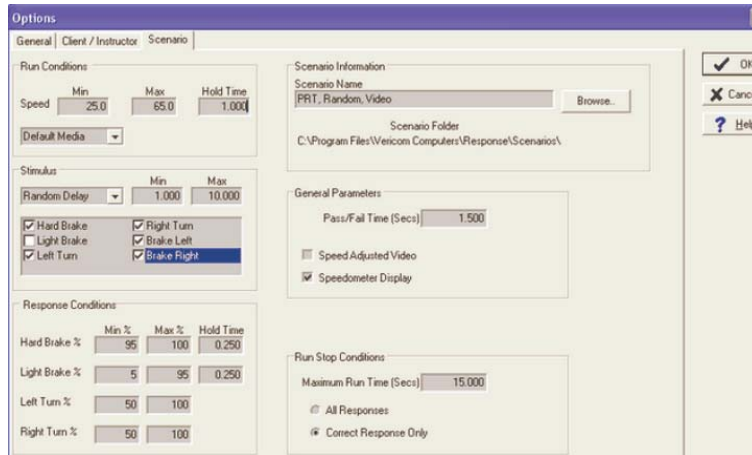 Options
General Client / Instructor Scenario
Run Conditions
Min Max Hold Time
Speed 25.0 65.0 1.000
Default Media
Stimulus
Min Max
Random Delay 1.000 10.000
Hard Brake Right Turn
Light Brake Brake Left
Left Turn Brake Right
Response Conditions
Min % Max % Hold Time
Hard Brake % 95 100 0.250
Light Brake % 5 95 0.250
Left Turn % 50 100
Right Turn % 50 100
Scenario Information
Scenario Name
PRT, Random, Video Browse..
Scenario Folder
C:\Program Files\Vericom Computers\Response\Scenarios\
General Parameters
Pass/Fail Time (Secs) 1.500
Speed Adjusted Video
Speedometer Display
Run Stop Conditions
Maximum Run Time (Secs) 15.000
All Responses
Correct Response Only
OK
Canc
? Hel